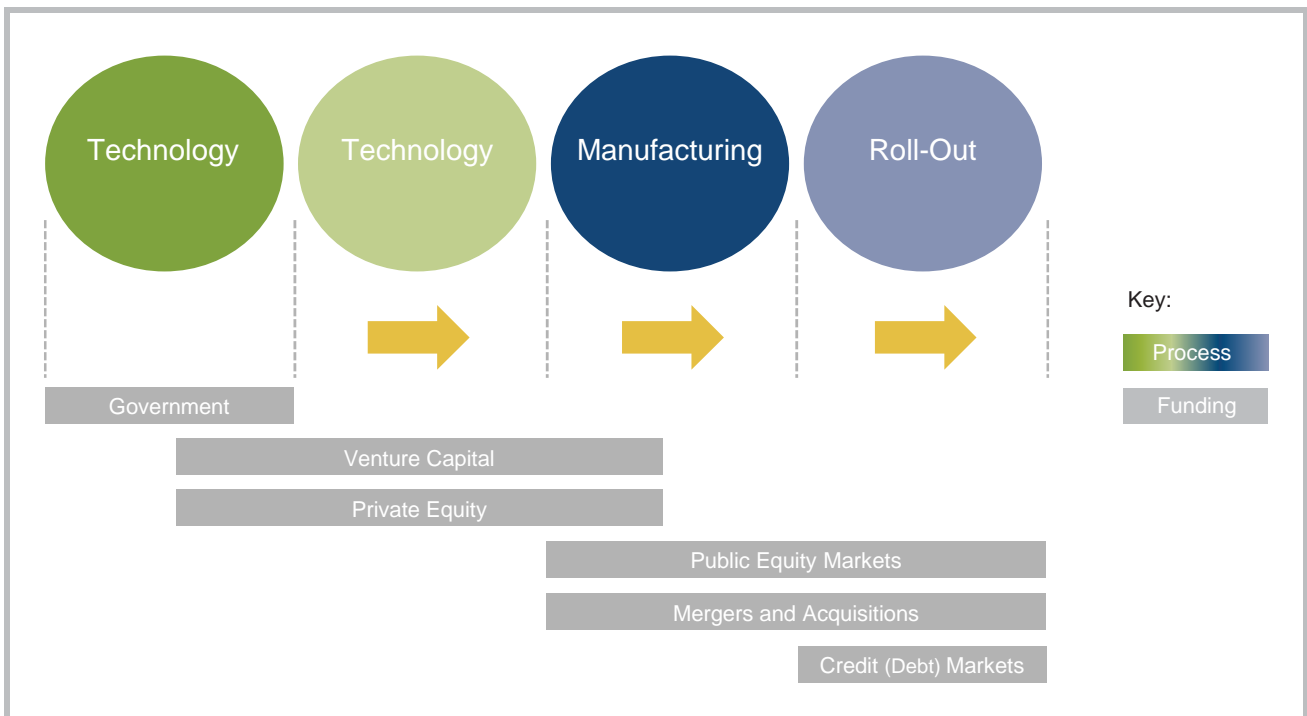 Technology
Technology
Manufacturing
Roll-Out
Key:
Process
Funding
Government
Venture Capital
Private Equity
Public Equity Markets
Mergers and Acquisitions
Credit (Debt) Markets